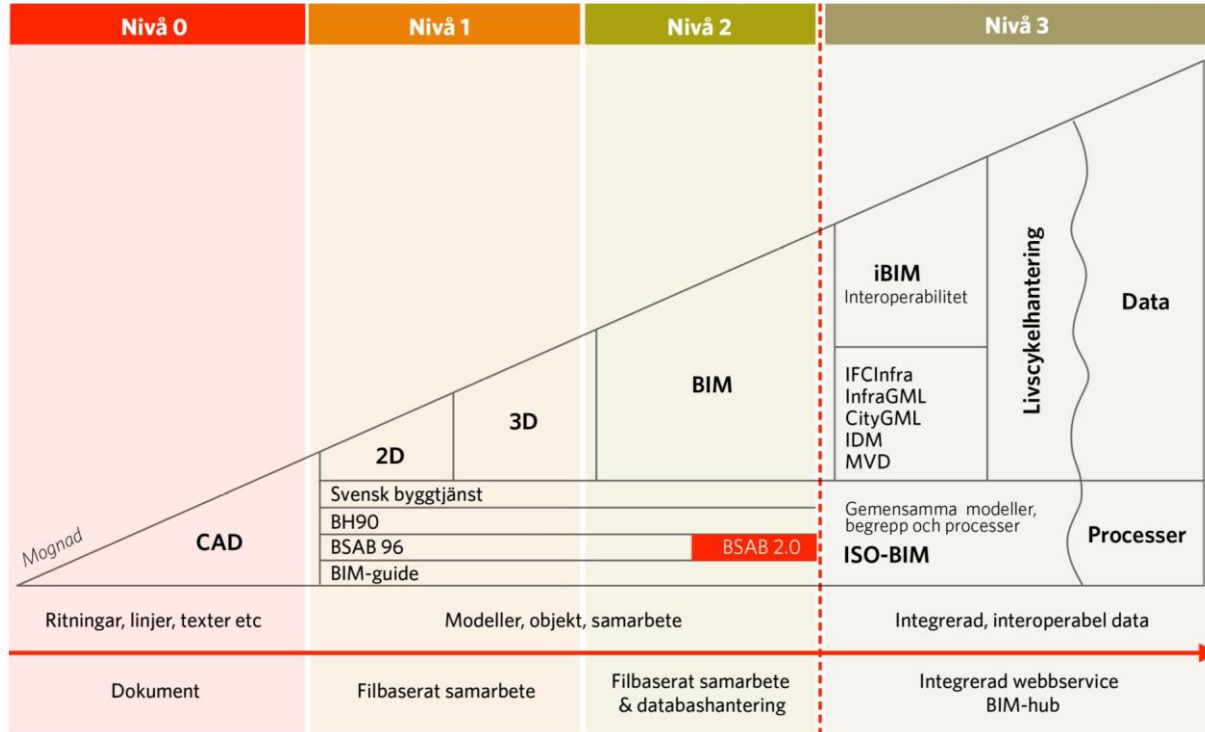 Nivå 0
Nivå 1
Nivå 2
Nivå 3
Mognad
CAD
2D
3D
BIM
iBIM
Interoperabilitet
IFCInfra
InfraGML
CityGML
IDM
MVD
Livscykelhantering
Data
Svensk byggtjänst
BH90
BSAB 96
BSAB 2.0
BIM-guide
Gemensamma modeller,
begrepp och processer
ISO-BIM
Processer
Ritningar, linjer, texter etc
Modeller, objekt, samarbete
Integrerad, interoperabel data
Dokument
Filbaserat samarbete
Filbaserat samarbete
& databashantering
Integrerad webbservice
BIM-hub